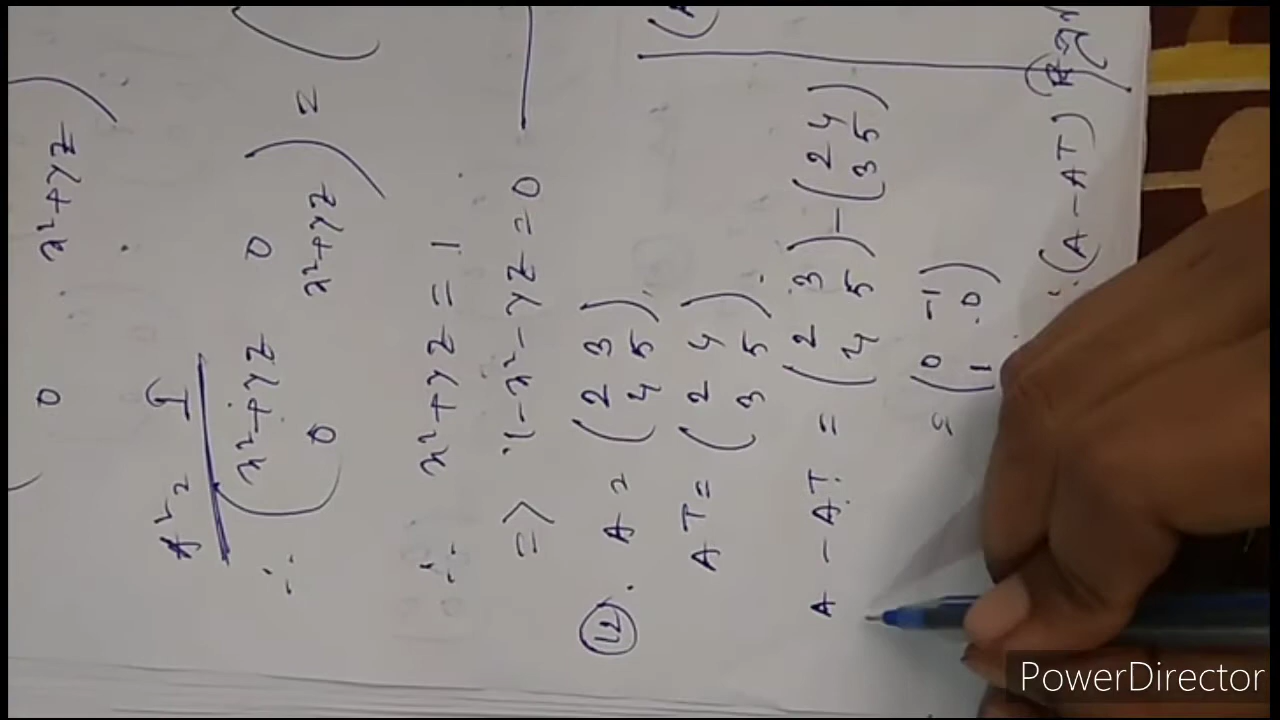 0 x²+yz)
A² = I
∴ (x²+yz 0
0 x²+yz) = (
∴ x²+yz = 1
=> 1-x²-yz = 0
(12). A = (2 3
4 5).
AT = (2 4
3 5).
A - AT = (2 3
4 5) - (2 4
3 5)
= (0 -1
1 0)
∴ (A-AT)
PowerDirector